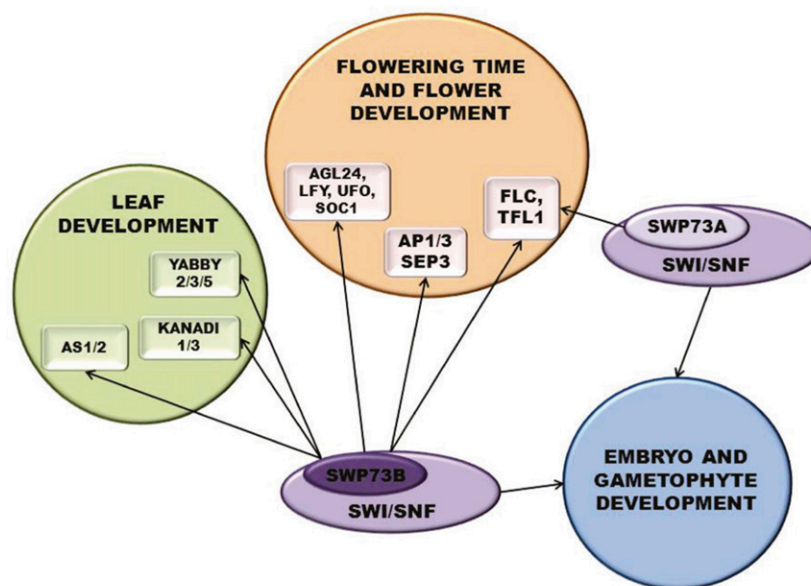 FLOWERING TIME
AND FLOWER
DEVELOPMENT
AGL24,
LFY, UFO,
SOC1
FLC,
TFL1
AP1/3
SEP3
LEAF
DEVELOPMENT
YABBY
2/3/5
KANADI
1/3
AS1/2
SWP73A
SWI/SNF
SWP73B
SWI/SNF
EMBRYO AND
GAMETOPHYTE
DEVELOPMENT